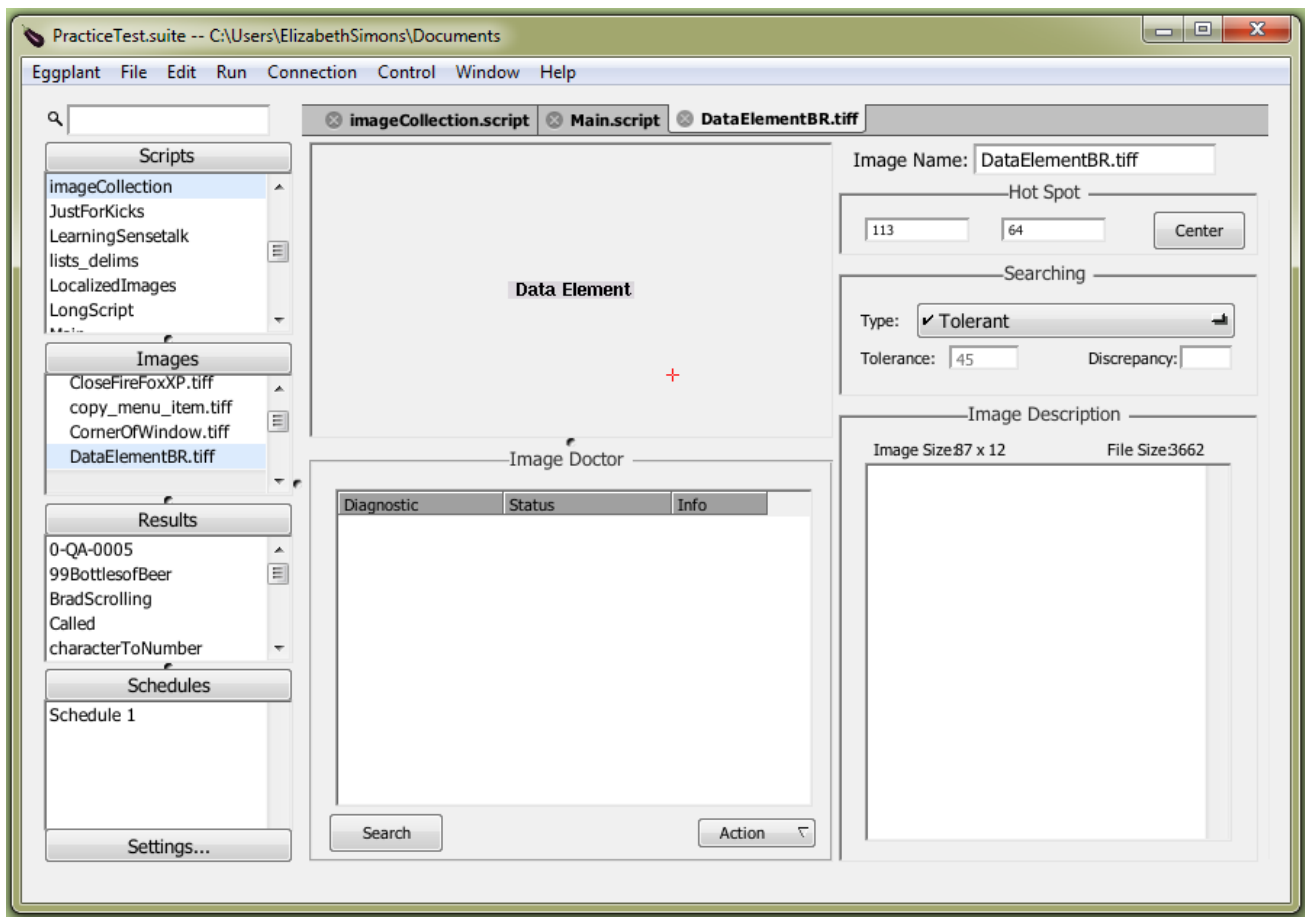 PracticeTest.suite -- C:\Users\ElizabethSimons\Documents
Eggplant File Edit Run Connection Control Window Help
imageCollection.script Main.script DataElementBR.tiff
Scripts
imageCollection
JustForKicks
LearningSensetalk
lists_delims
LocalizedImages
LongScript
Main
Images
CloseFireFoxXP.tiff
copy_menu_item.tiff
CornerOfWindow.tiff
DataElementBR.tiff
Results
0-QA-0005
99BottlesofBeer
BradScrolling
Called
characterToNumber
Schedules
Schedule 1
Settings...
Data Element
Image Doctor
Diagnostic Status Info
Search Action
Image Name: DataElementBR.tiff
Hot Spot
113 64 Center
Searching
Type: Tolerant
Tolerance: 45 Discrepancy:
Image Description
Image Size:87 x 12 File Size:3662